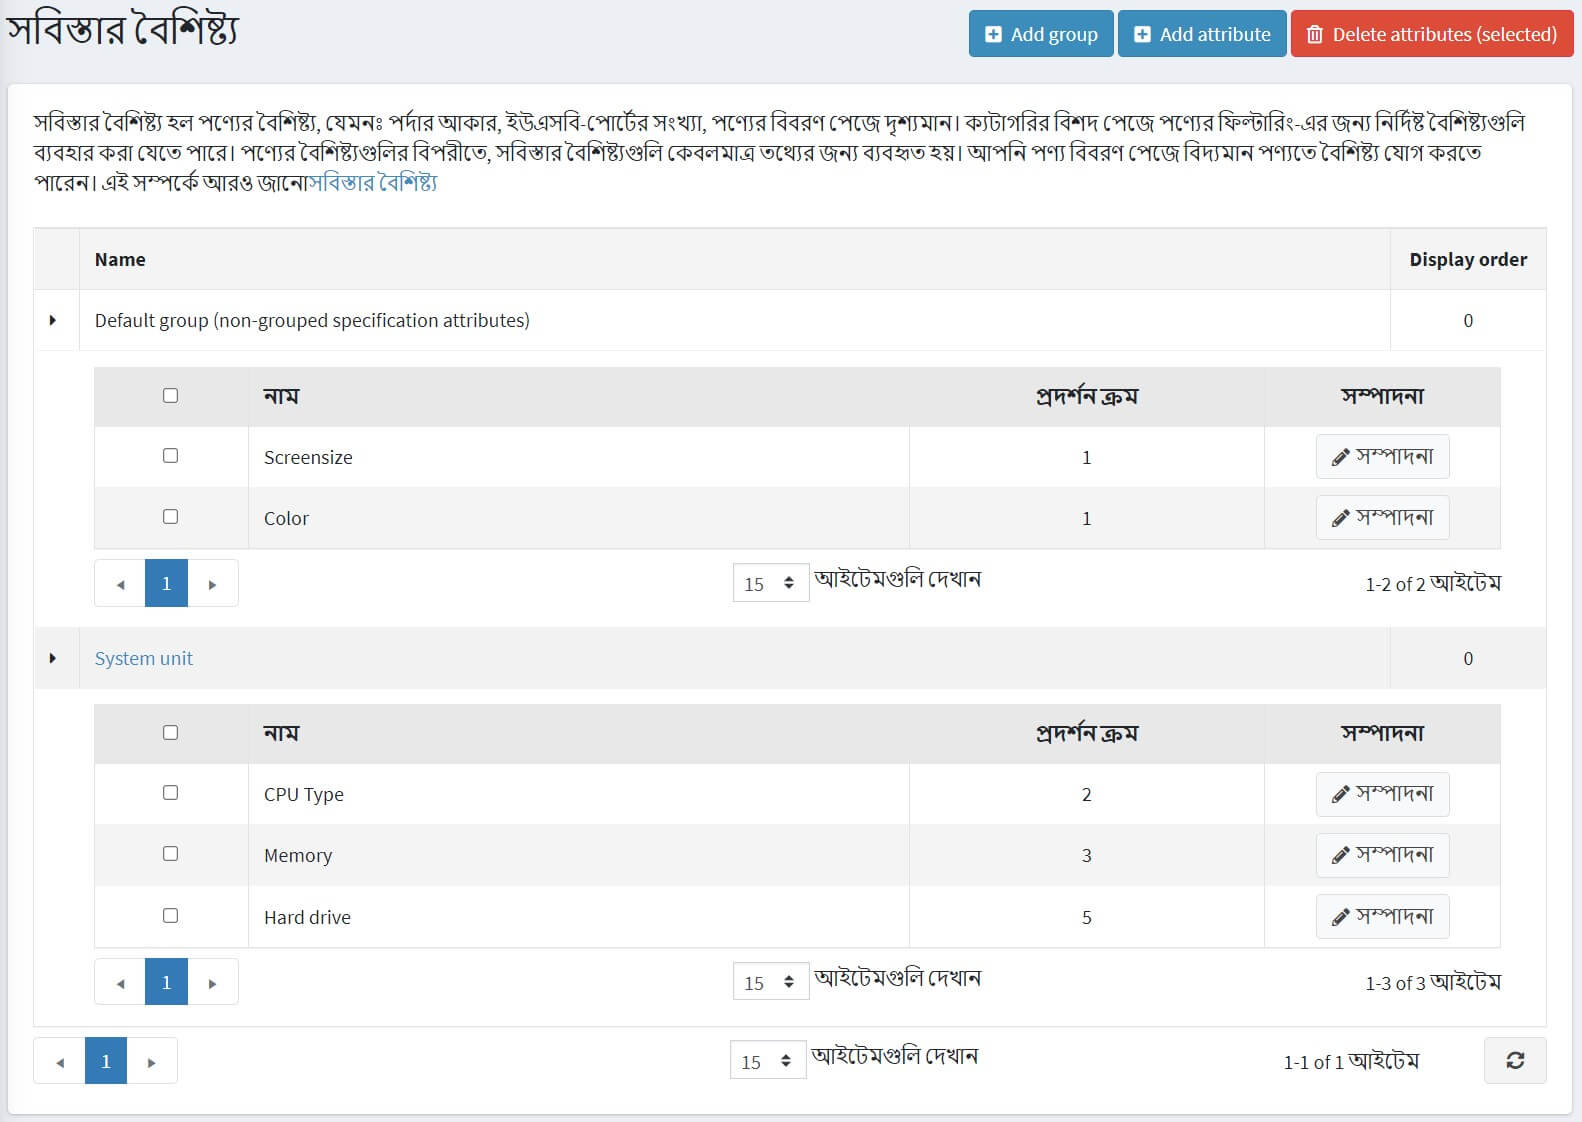 সবিস্তার বৈশিষ্ট্য
Add group
Add attribute
Delete attributes (selected)
সবিস্তার বৈশিষ্ট্য হল পণ্যের বৈশিষ্ট্য, যেমনঃ পর্দার আকার, ইউএসবি-পোর্টের সংখ্যা, পণ্যের বিবরণ পেজে দৃশ্যমান। ক্যটাগরির বিশদ পেজে পণ্যের ফিল্টারিং-এর জন্য নির্দিষ্ট বৈশিষ্ট্যগুলি
ব্যবহার করা যেতে পারে। পণ্যের বৈশিষ্ট্যগুলির বিপরীতে, সবিস্তার বৈশিষ্ট্যগুলি কেবলমাত্র তথ্যের জন্য ব্যবহৃত হয়। আপনি পণ্য বিবরণ পেজে বিদ্যমান পণ্যতে বৈশিষ্ট্য যোগ করতে
পারেন। এই সম্পর্কে আরও জানোসবিস্তার বৈশিষ্ট্য
Name Display order
Default group (non-grouped specification attributes) 0
নাম প্রদর্শন ক্রম সম্পাদনা
Screensize 1 সম্পাদনা
Color 1 সম্পাদনা
1 15 আইটেমগুলি দেখান 1-2 of 2 আইটেম
System unit 0
নাম প্রদর্শন ক্রম সম্পাদনা
CPU Type 2 সম্পাদনা
Memory 3 সম্পাদনা
Hard drive 5 সম্পাদনা
1 15 আইটেমগুলি দেখান 1-3 of 3 আইটেম
1 15 আইটেমগুলি দেখান 1-1 of 1 আইটেম